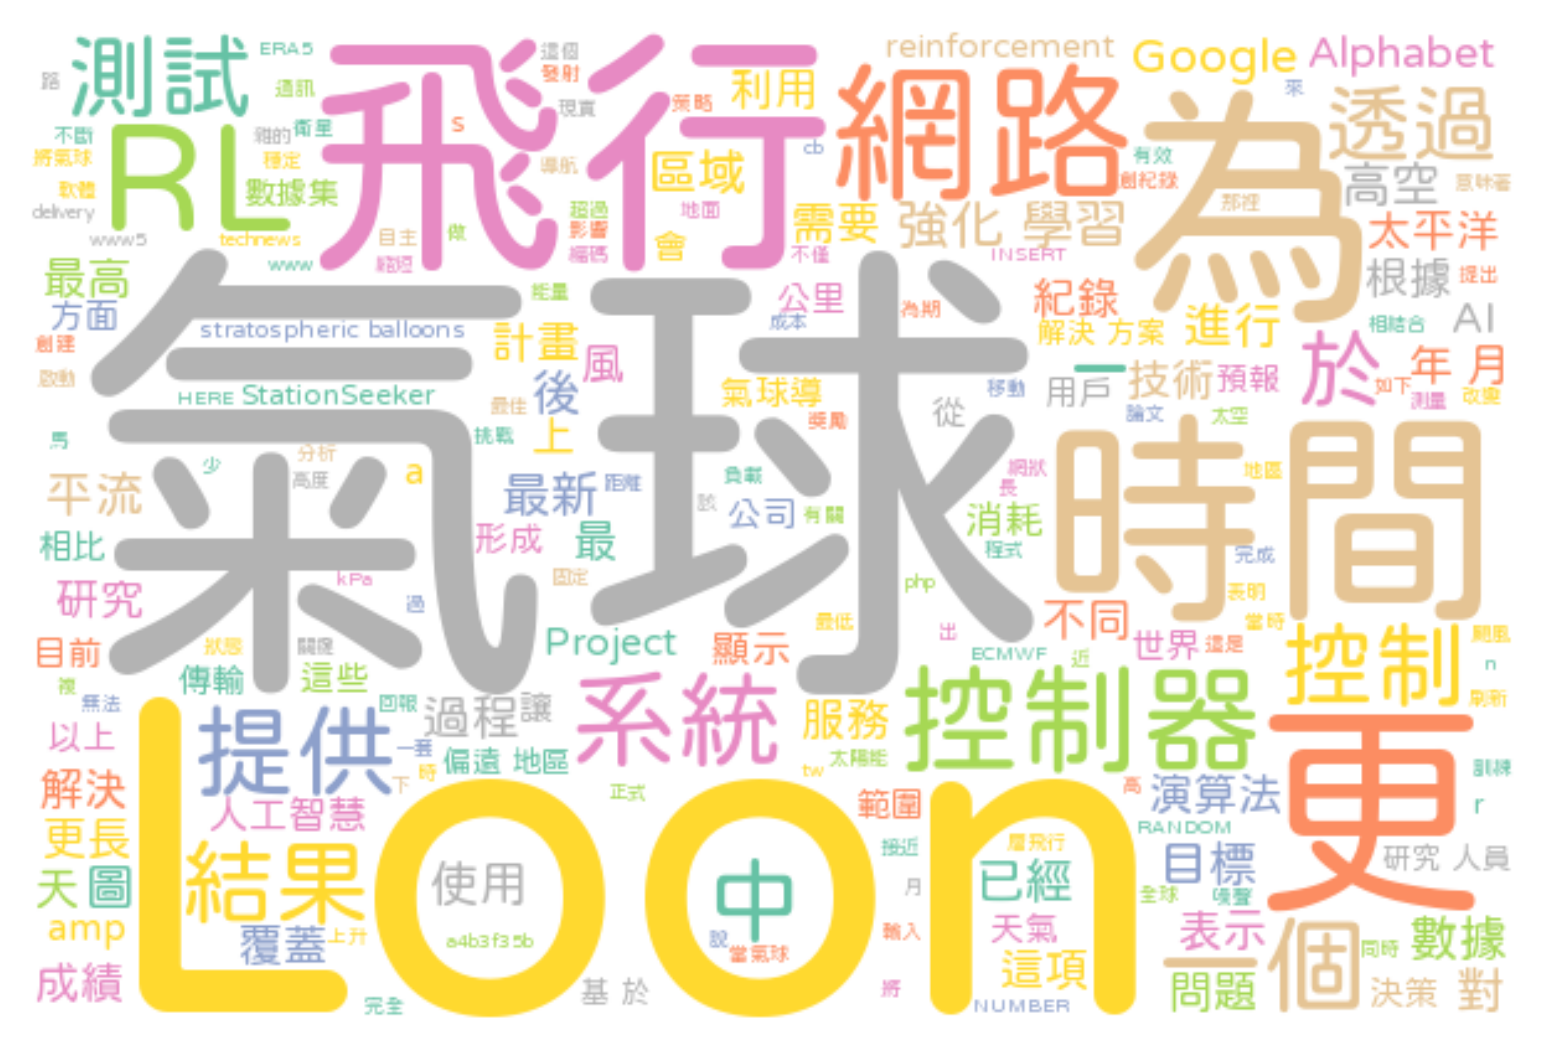 測試
ERA5
飛行
這個
發射
現實
策略
利用
網路
reinforcement
Google
Alphabet
路
通訊
來
為
透過
不斷
衛星
s
cb
RL
將氣球
穩定
導航
區域
有效
創紀錄
高空
意味著
軟體
數據集
超過
地面
那裡
delivery
影響
需要
強化 學習
太平洋
www5
technews
自主
做
編碼
會
不僅
INSERT
www
縮短
最高
能量
公里
紀錄
根據
提出
方面
stratospheric balloons
成本
為期
解決 方案
進行
相結合
AI
創建
計畫
風
於
年 月
啟動
HERE
StationSeeker
最佳
後
氣球導
移動
用戶
一
技術
預報
如下
測量
改變
氣球
獎勵
從
論文
太空
馬
挑戰
上
少
分析
a
高度
平流
最新
距離
負載
該
公司
有關
網狀
長
時間
地區
相比
形成
最
消耗
程式
完成
研究
kPa
過
固定
php
表明
目前
狀態
關鍵
Project
顯示
最低
出
不同
世界
這是
當時
控制
颶風
ECMWF
近
n
複
傳輸
這些
無法
回報
過程
讓
系統
服務
控制器
刷新
以上
提供
一套
偏遠 地區
太陽能
更
解決
時
下
tw
訓練
Loon
人工智慧
正式
範圍
高
演算法
r
更長
RANDOM
結果
使用
中
層飛行
接近
目標
研究 人員
天
圖
已經
月
全球
噪聲
amp
覆蓋
上升
a4b3f35b
說
當氣球
輸入
天氣
表示
一個
同時
數據
成績
完全
基 於
將
這項
NUMBER
問題
決策
對